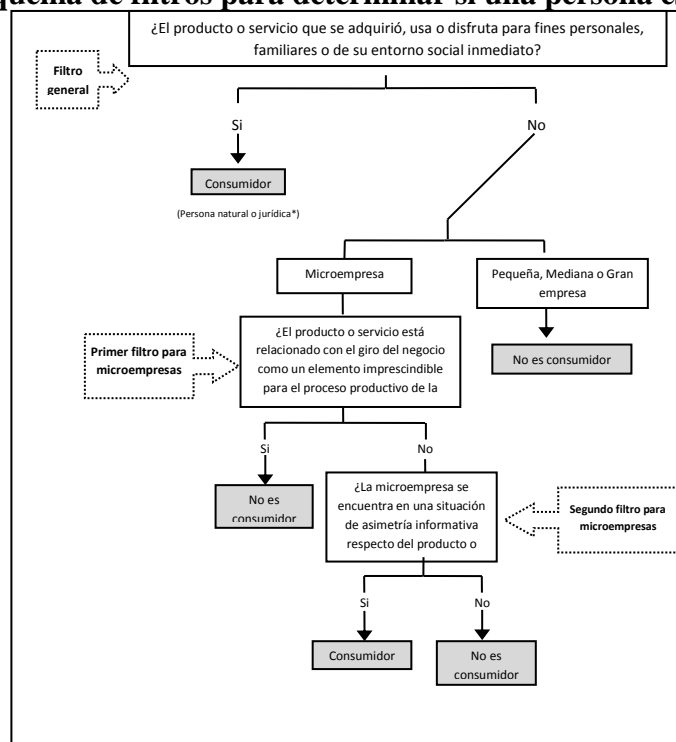 quema de filtros para determinar si una persona es
¿El producto o servicio que se adquirió, usa o disfruta para fines personales,
familiares o de su entorno social inmediato?
Filtro
general
Si
No
Consumidor
(Persona natural o jurídica*)
Microempresa
Pequeña, Mediana o Gran
empresa
¿El producto o servicio está
relacionado con el giro del negocio
como un elemento imprescindible
para el proceso productivo de la
Primer filtro para
microempresas
No es consumidor
Si
No
No es
consumidor
¿La microempresa se
encuentra en una situación
de asimetría informativa
respecto del producto o
Segundo filtro para
microempresas
Si
No
Consumidor
No es
consumidor